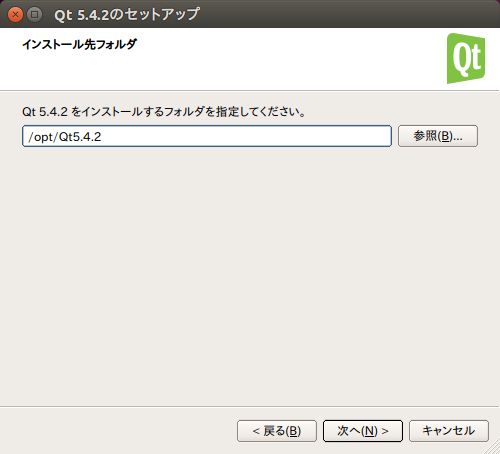 Qt 5.4.2のセットアップ
インストール先フォルダ
Qt
Qt 5.4.2 をインストールするフォルダを指定してください。
/opt/Qt5.4.2
参照(B)...
< 戻る(B)
次へ(N) >
キャンセル